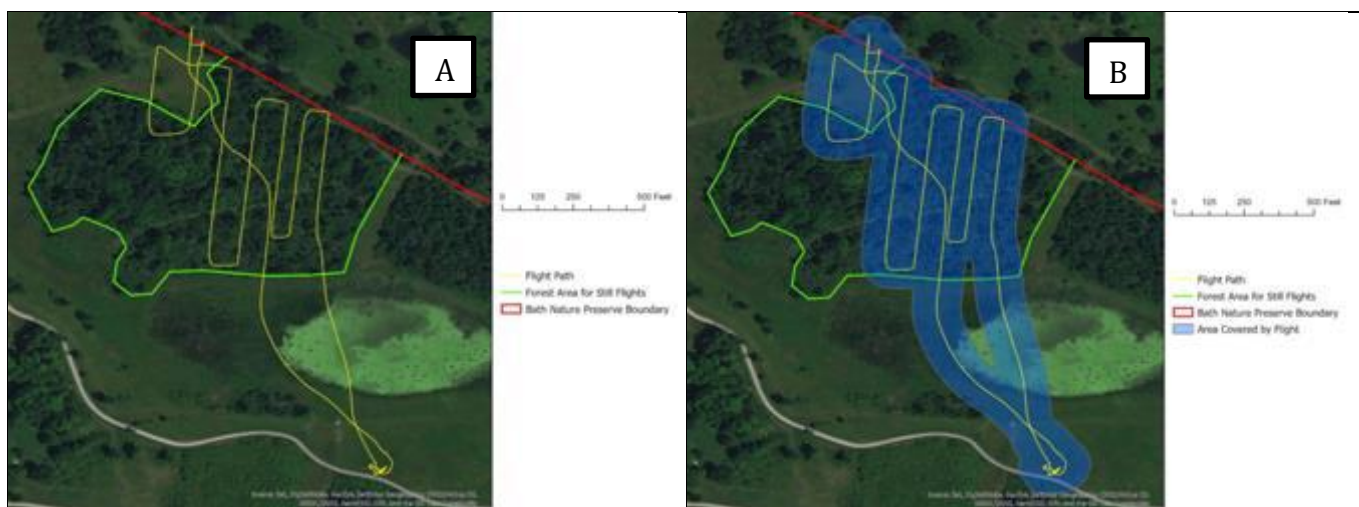 A
0 125 250 500 Feet
Flight Path
Forest Area for Still Flights
Bath Nature Preserve Boundary
B
0 125 250 500 Feet
Flight Path
Forest Area for Still Flights
Bath Nature Preserve Boundary
Area Covered by Flight